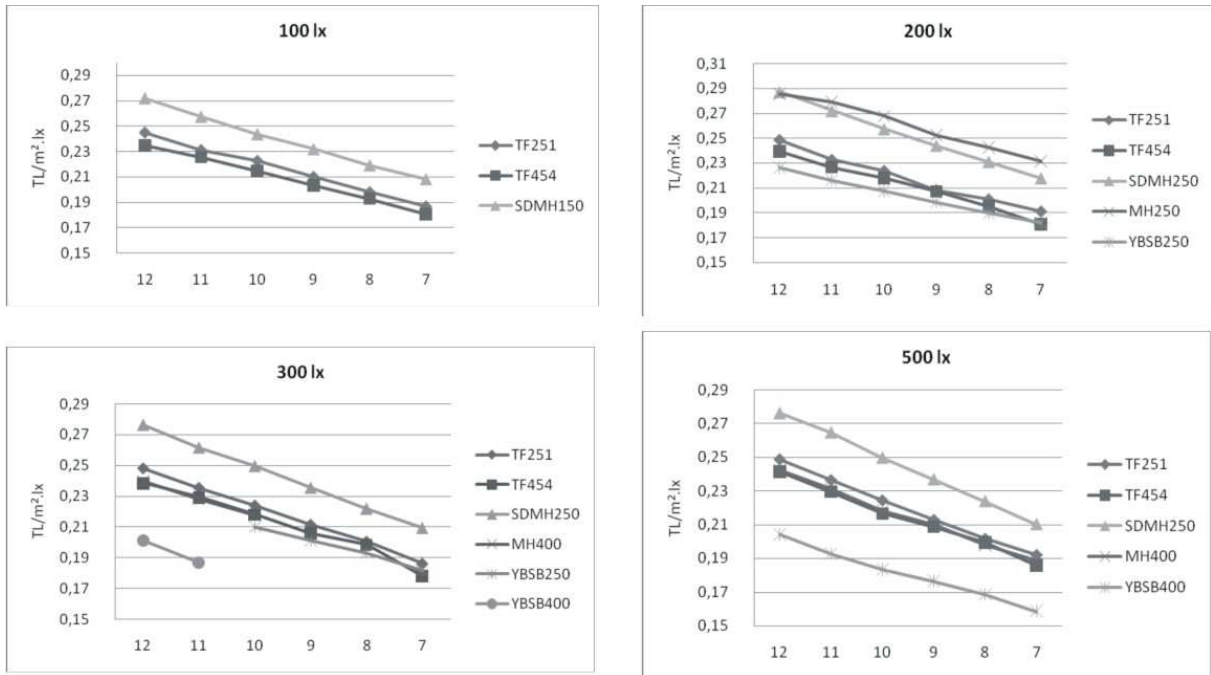 100 lx
TL/m².lx
0,29
0,27
0,25
0,23
0,21
0,19
0,17
0,15
12 11 10 9 8 7
TF251
TF454
SDMH150
200 lx
TL/m².lx
0,31
0,29
0,27
0,25
0,23
0,21
0,19
0,17
0,15
12 11 10 9 8 7
TF251
TF454
SDMH250
MH250
YBSB250
300 lx
TL/m².lx
0,29
0,27
0,25
0,23
0,21
0,19
0,17
0,15
12 11 10 9 8 7
TF251
TF454
SDMH250
MH400
YBSB250
YBSB400
500 lx
TL/m².lx
0,29
0,27
0,25
0,23
0,21
0,19
0,17
0,15
12 11 10 9 8 7
TF251
TF454
SDMH250
MH400
YBSB400